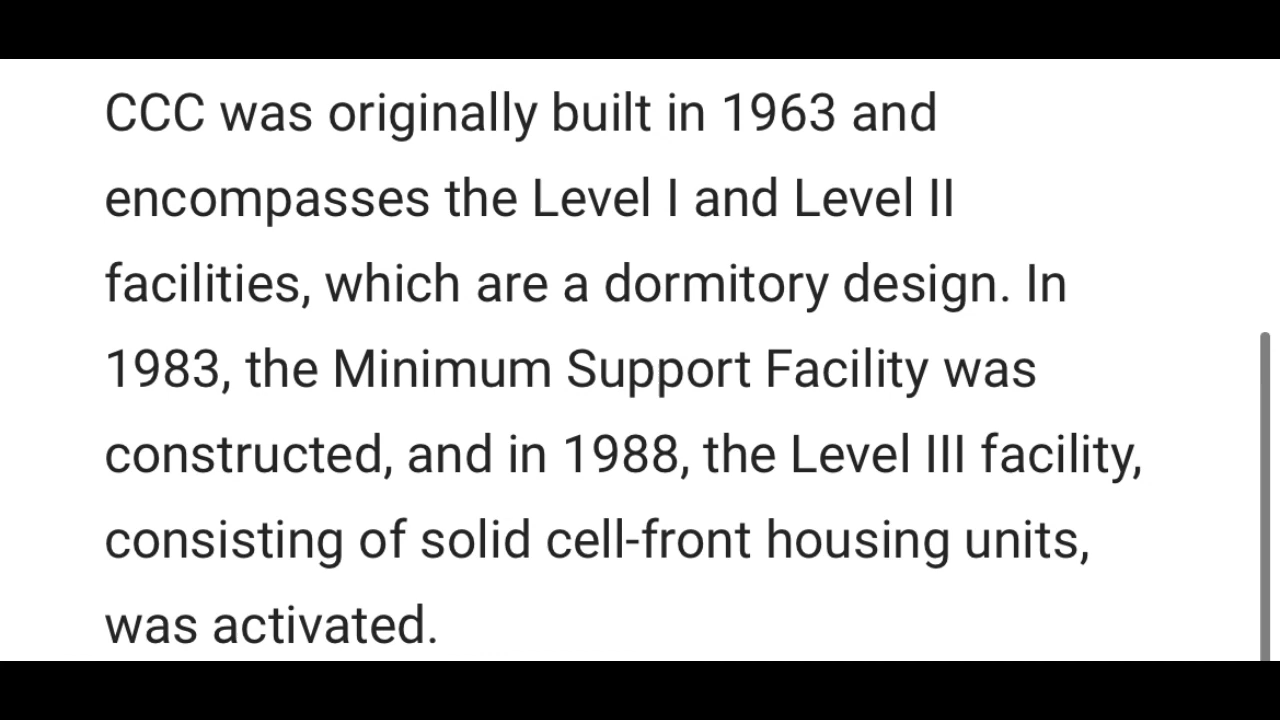 CCC was originally built in 1963 and
encompasses the Level I and Level II
facilities, which are a dormitory design. In
1983, the Minimum Support Facility was
constructed, and in 1988, the Level III facility,
consisting of solid cell-front housing units,
was activated.